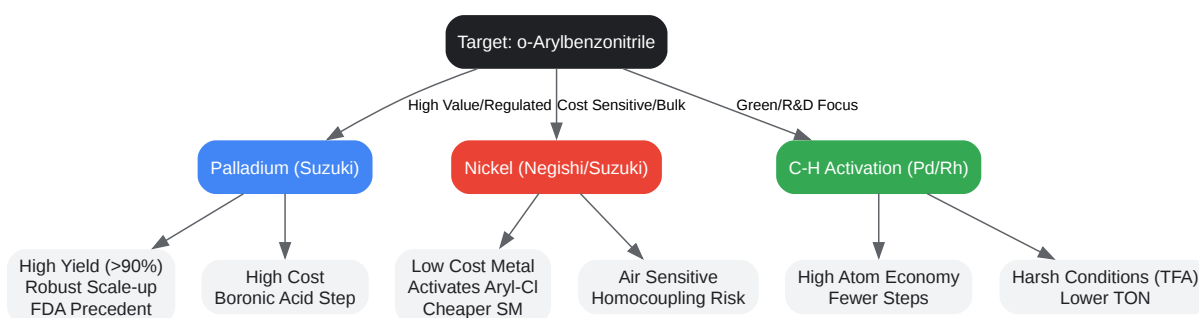 Target: o-Arylbenzonitrile
High Value/Regulated
Cost Sensitive/Bulk
Green/R&D Focus
Palladium (Suzuki)
Nickel (Negishi/Suzuki)
C-H Activation (Pd/Rh)
High Yield (>90%)
Robust Scale-up
FDA Precedent
High Cost
Boronic Acid Step
Low Cost Metal
Activates Aryl-Cl
Cheaper SM
Air Sensitive
Homocoupling Risk
High Atom Economy
Fewer Steps
Harsh Conditions (TFA)
Lower TON